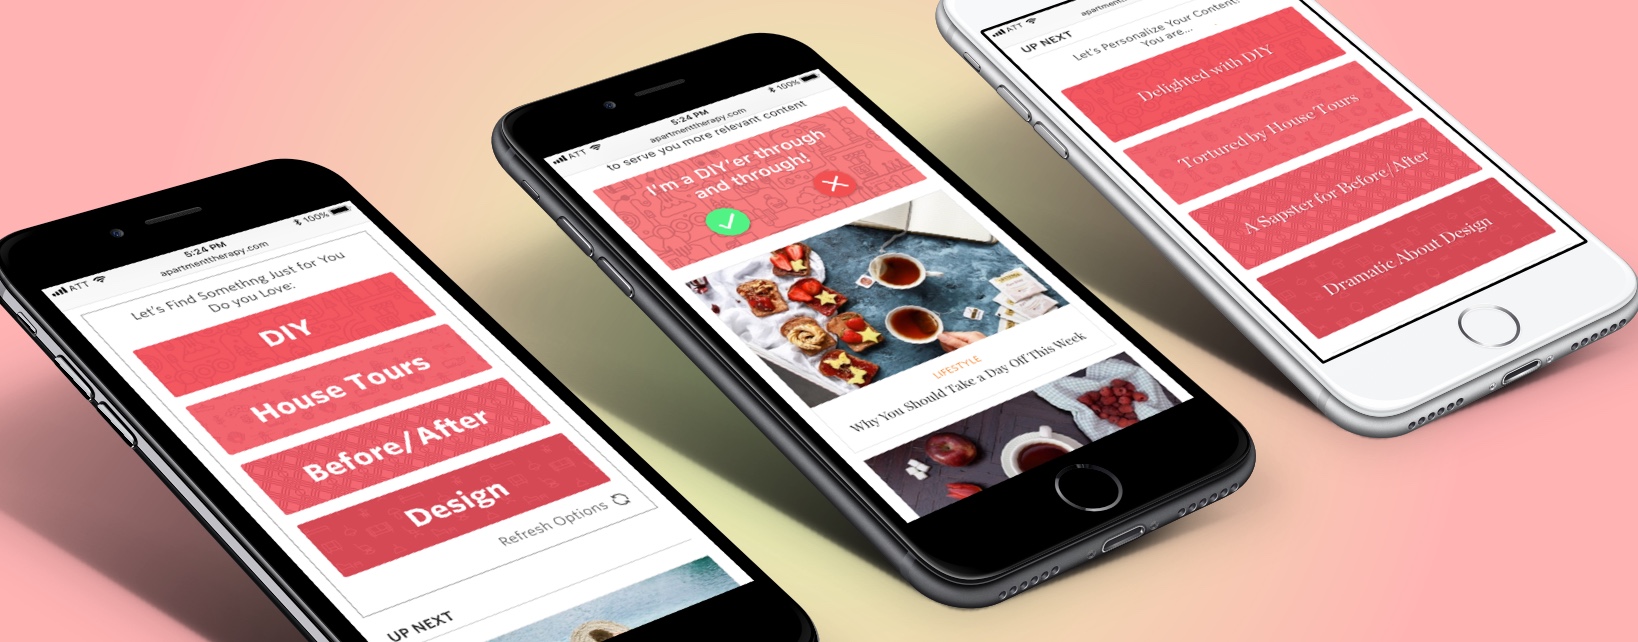 ATT
5:24 PM
100%
apartmenttherapy.com
Let's Find Somethng Just for You
Do you Love:
DIY
House Tours
Before/After
Design
Refresh Options
UP NEXT
ATT
5:24 PM
100%
apartmenttherapy.com
to serve you more relevant content
I'm a DIY'er through
and through!
LIFESTYLE
Why You Should Take a Day Off This Week
ATT
apartmenttherapy.com
UP NEXT
Let's Personalize Your Content!
You are...
Delighted with DIY
Tortured by House Tours
A Sapster for Before/After
Dramatic About Design